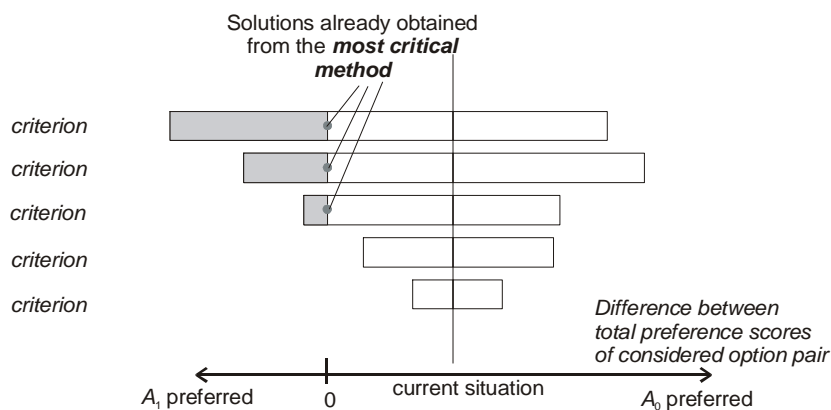 Solutions already obtained
from the most critical
method
criterion
criterion
criterion
criterion
criterion
Difference between
total preference scores
of considered option pair
A1 preferred
0
current situation
A0 preferred